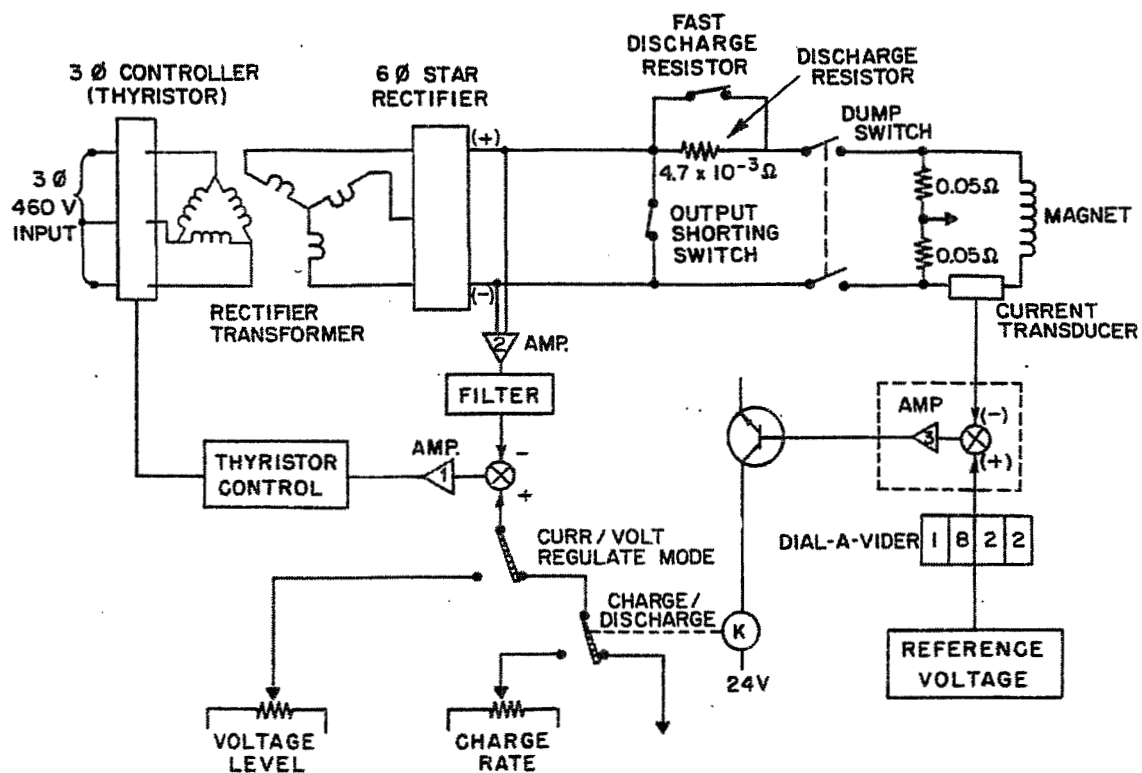 3 Ø CONTROLLER
(THYRISTOR)
6 Ø STAR
RECTIFIER
FAST
DISCHARGE
RESISTOR
DISCHARGE
RESISTOR
DUMP
SWITCH
(+)
4.7 x 10⁻³ Ω
3 Ø
460 V
INPUT
OUTPUT
SHORTING
SWITCH
0.05Ω
0.05Ω
MAGNET
(-)
RECTIFIER
TRANSFORMER
CURRENT
TRANSDUCER
2
AMP.
FILTER
-
+
AMP.
1
THYRISTOR
CONTROL
AMP
3
(-)
(+)
CURR / VOLT
REGULATE MODE
DIAL-A-VIDER 1 8 2 2
CHARGE/
DISCHARGE
K
24V
REFERENCE
VOLTAGE
VOLTAGE
LEVEL
CHARGE
RATE